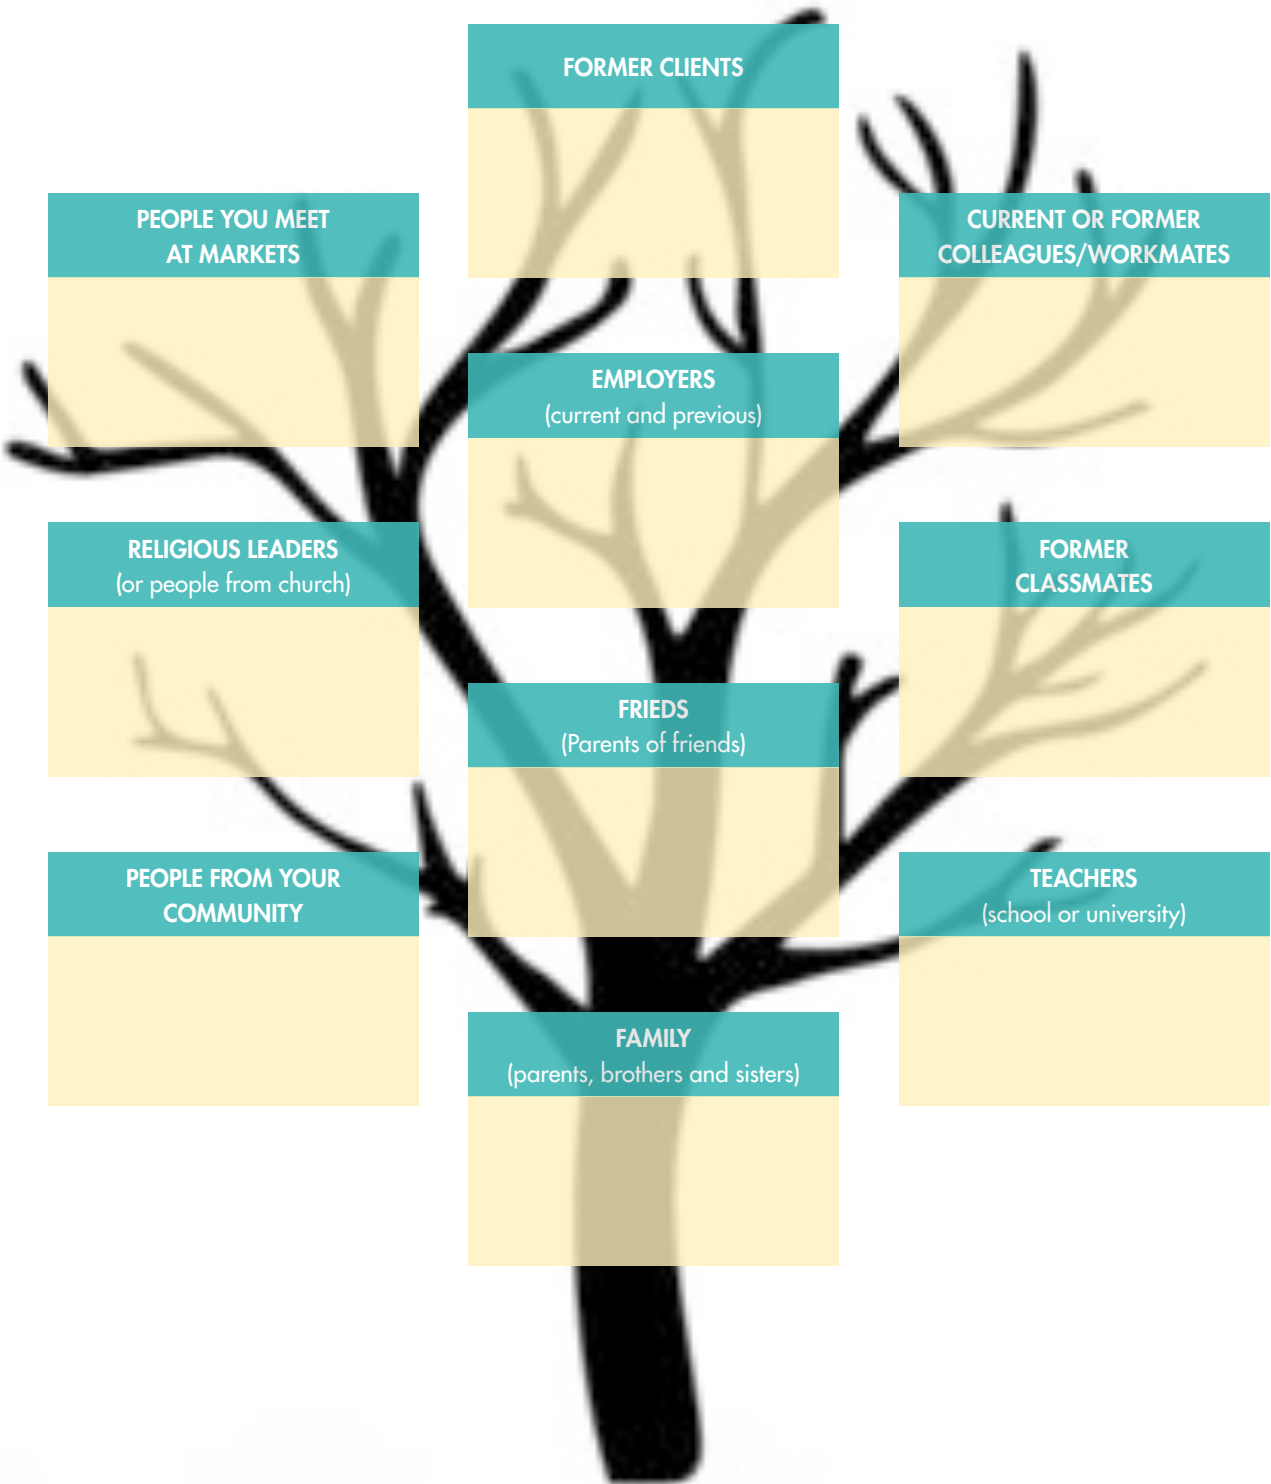 FORMER CLIENTS
PEOPLE YOU MEET
AT MARKETS
CURRENT OR FORMER
COLLEAGUES/WORKMATES
EMPLOYERS
(current and previous)
RELIGIOUS LEADERS
(or people from church)
FORMER
CLASSMATES
FRIEDS
(Parents of friends)
PEOPLE FROM YOUR
COMMUNITY
TEACHERS
(school or university)
FAMILY
(parents, brothers and sisters)